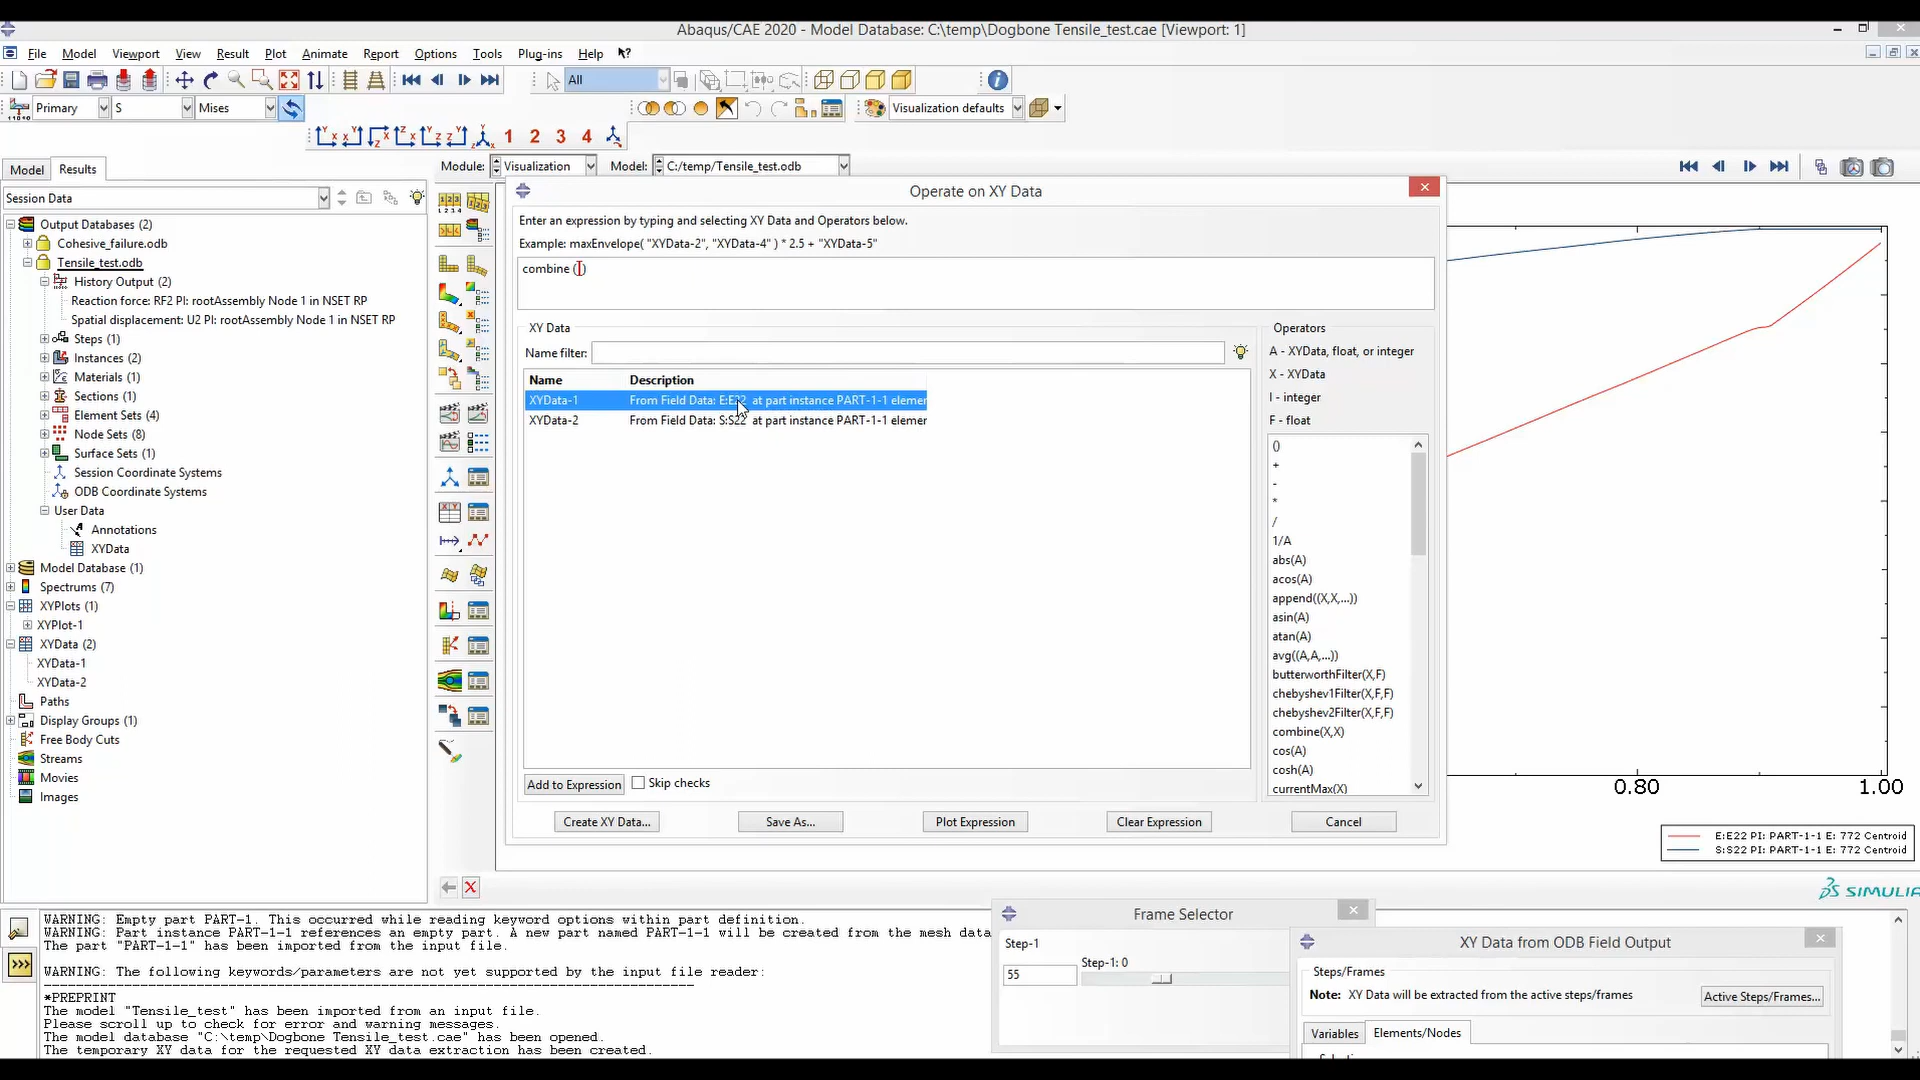 Abaqus/CAE 2020 - Model Database: C:\temp\Dogbone Tensile_test.cae [Viewport: 1]
File Model Viewport View Result Plot Animate Report Options Tools Plug-ins Help
All
Primary S Mises Visualization defaults
1 2 3 4
Model Results
Module: Visualization Model: C:/temp/Tensile_test.odb
Session Data
Output Databases (2)
Cohesive_failure.odb
Tensile_test.odb
History Output (2)
Reaction force: RF2 PI: rootAssembly Node 1 in NSET RP
Spatial displacement: U2 PI: rootAssembly Node 1 in NSET RP
Steps (1)
Instances (2)
Materials (1)
Sections (1)
Element Sets (4)
Node Sets (8)
Surface Sets (1)
Session Coordinate Systems
ODB Coordinate Systems
User Data
Annotations
XYData
Model Database (1)
Spectrums (7)
XYPlots (1)
XYPlot-1
XYData (2)
XYData-1
XYData-2
Paths
Display Groups (1)
Free Body Cuts
Streams
Movies
Images
Operate on XY Data
Enter an expression by typing and selecting XY Data and Operators below.
Example: maxEnvelope( "XYData-2", "XYData-4" ) * 2.5 + "XYData-5"
combine ()
XY Data
Name filter:
Name Description
XYData-1 From Field Data: E:E22 at part instance PART-1-1 elemer
XYData-2 From Field Data: S:S22 at part instance PART-1-1 elemer
Add to Expression Skip checks
Operators
A - XYData, float, or integer
X - XYData
I - integer
F - float
()
+
-
*
/
1/A
abs(A)
acos(A)
append((X,X,...))
asin(A)
atan(A)
avg((A,A,...))
butterworthFilter(X,F)
chebyshev1Filter(X,F,F)
chebyshev2Filter(X,F,F)
combine(X,X)
cos(A)
cosh(A)
currentMax(X)
Create XY Data... Save As... Plot Expression Clear Expression Cancel
0.80 1.00
E:E22 PI: PART-1-1 E: 772 Centroid
S:S22 PI: PART-1-1 E: 772 Centroid
SIMULIA
WARNING: Empty part PART-1. This occurred while reading keyword options within part definition.
WARNING: Part instance PART-1-1 references an empty part. A new part named PART-1-1 will be created from the mesh data
The part "PART-1-1" has been imported from the input file.
WARNING: The following keywords/parameters are not yet supported by the input file reader:
*PREPRINT
The model "Tensile_test" has been imported from an input file.
Please scroll up to check for error and warning messages.
The model database "C:\temp\Dogbone Tensile_test.cae" has been opened.
The temporary XY data for the requested XY data extraction has been created.
Frame Selector
Step-1
Step-1: 0
55
XY Data from ODB Field Output
Steps/Frames
Note: XY Data will be extracted from the active steps/frames
Active Steps/Frames...
Variables Elements/Nodes